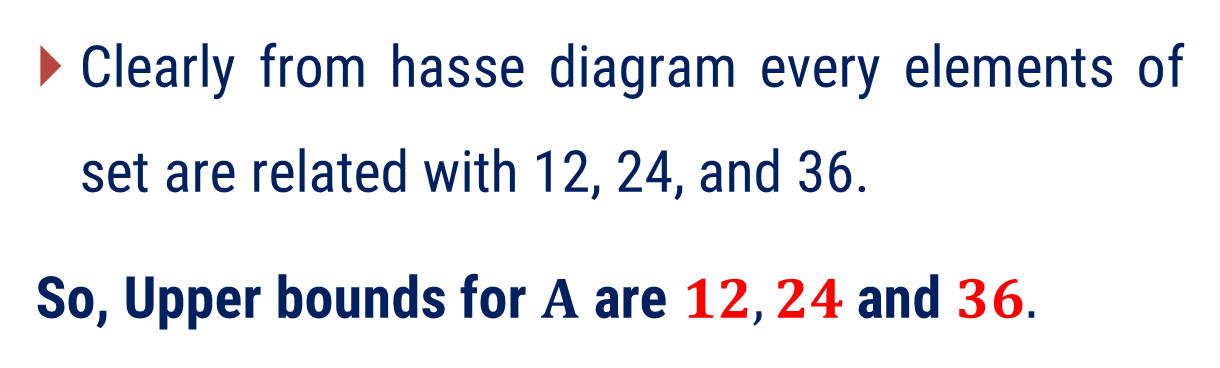 Clearly from hasse diagram every elements of
set are related with 12, 24, and 36.
So, Upper bounds for A are 12, 24 and 36.